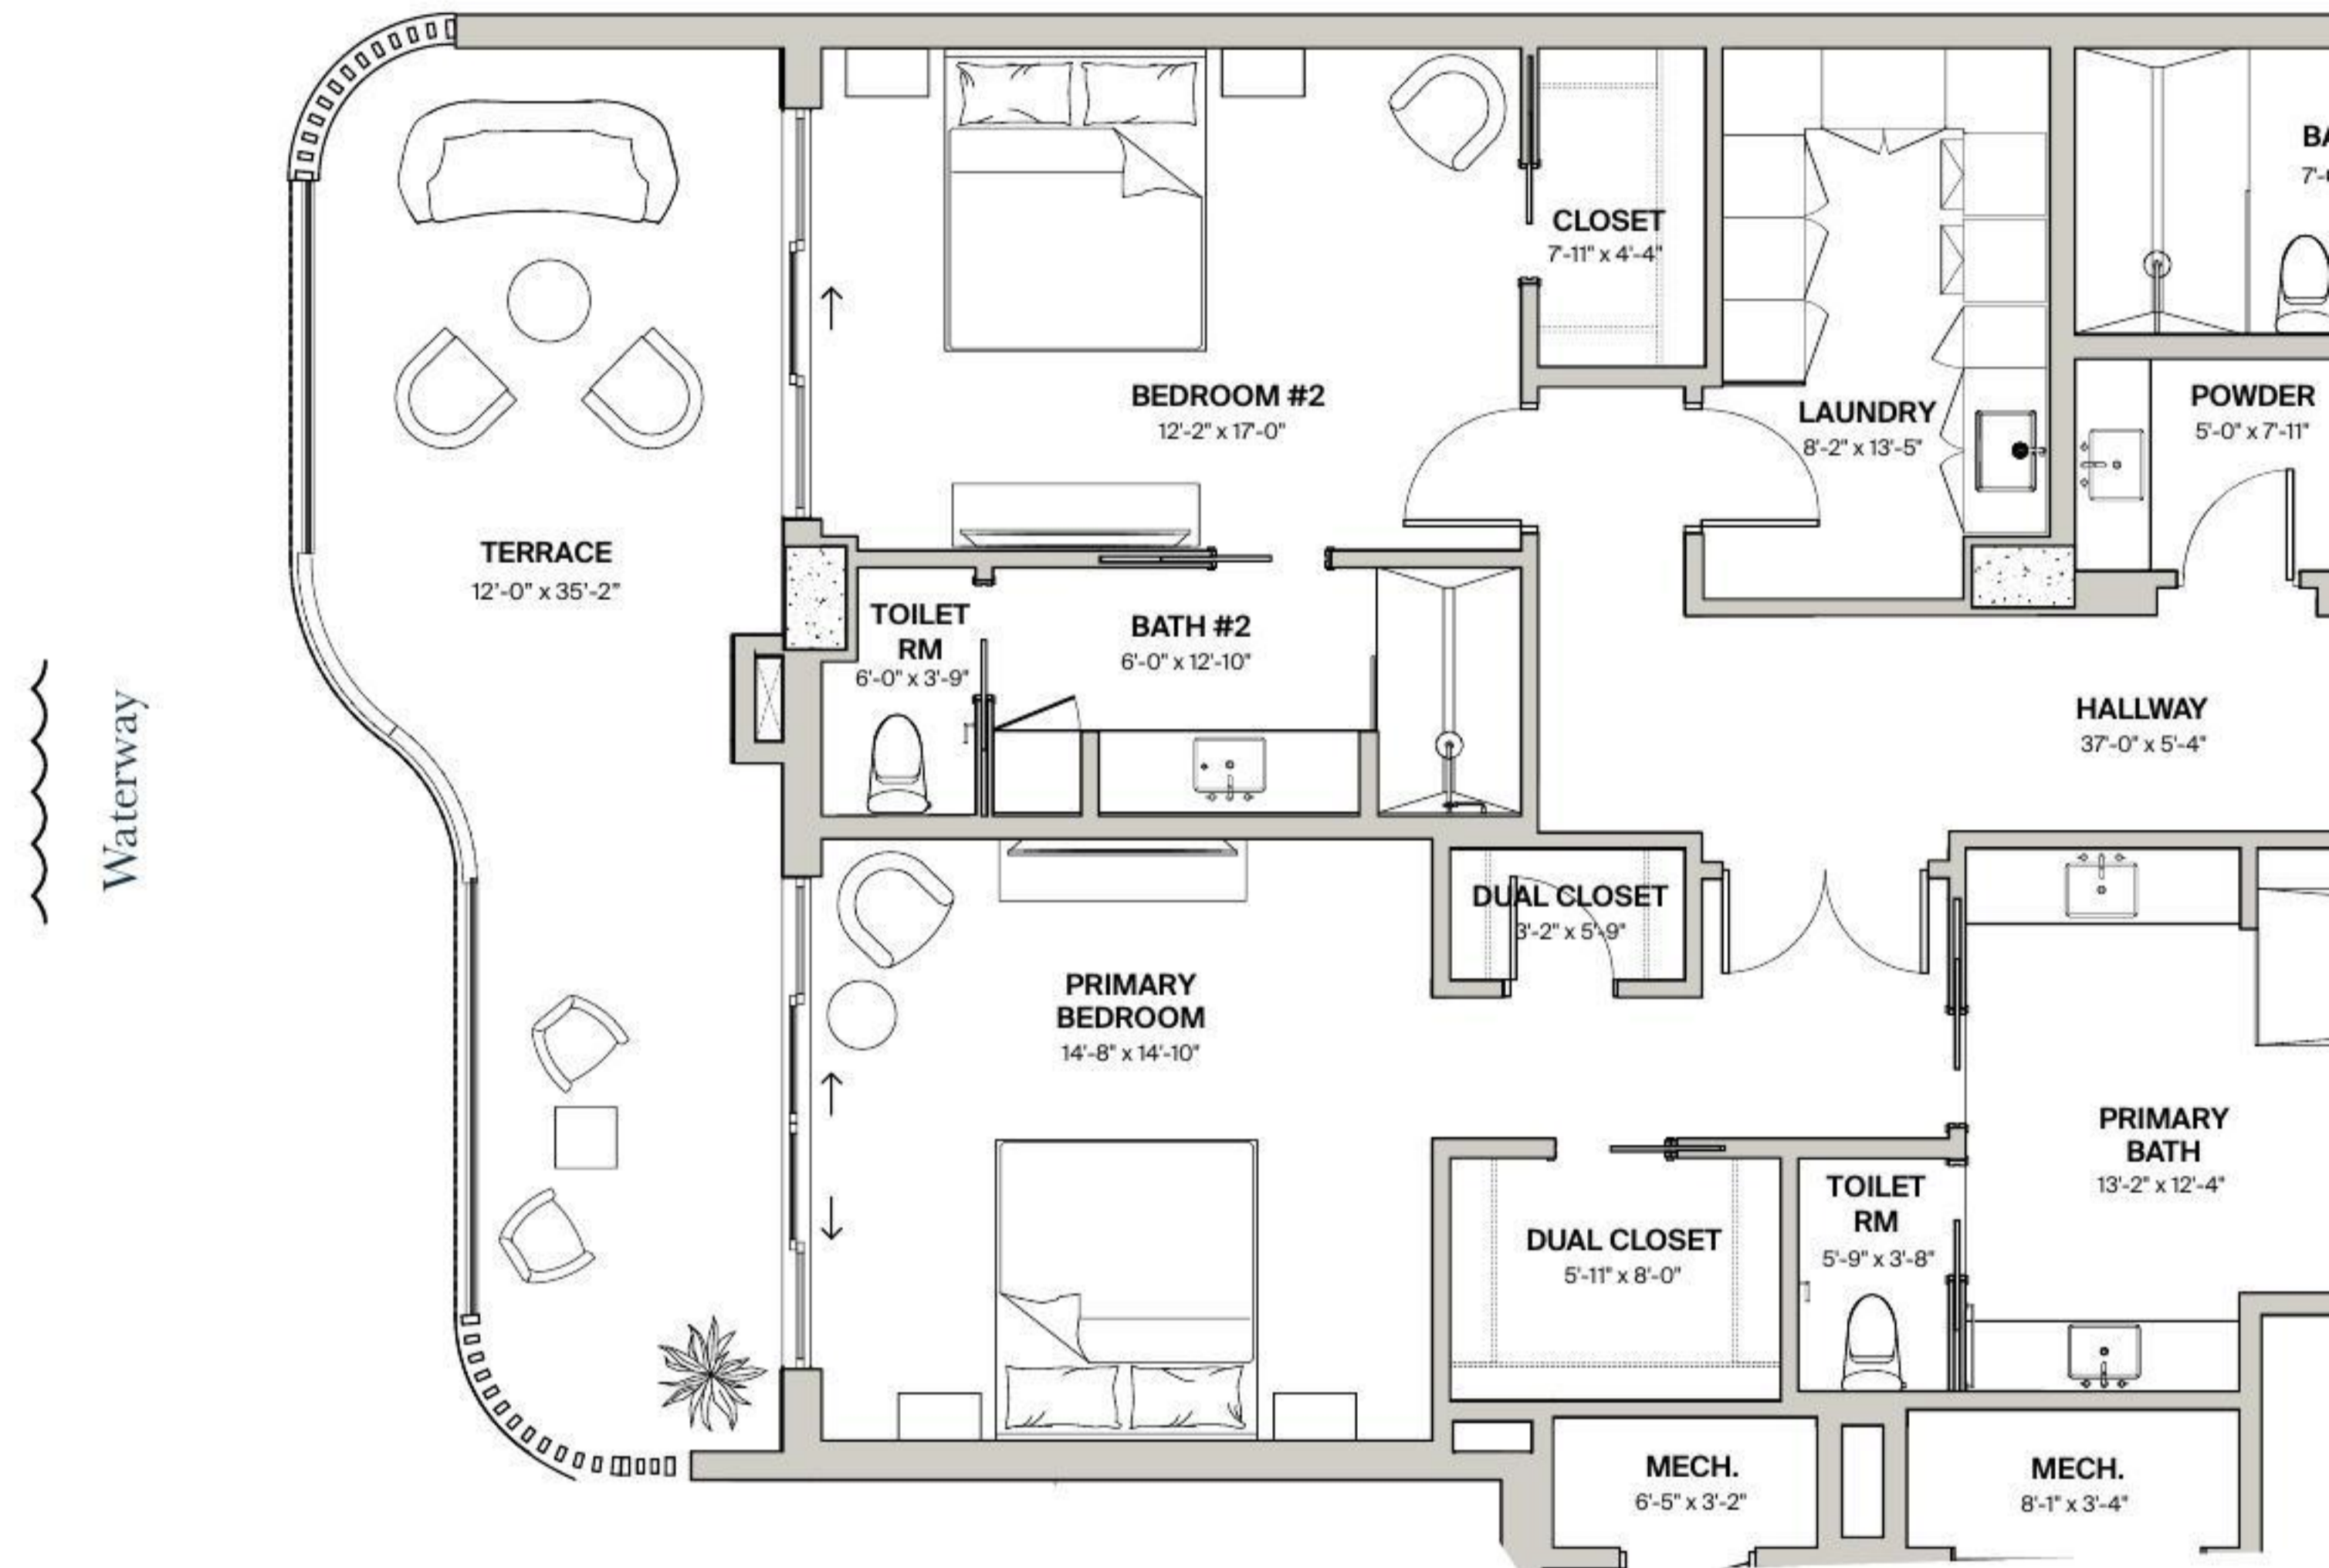 Waterway
TERRACE
12'-0" x 35'-2"
BEDROOM #2
12'-2" x 17'-0"
CLOSET
7'-11" x 4'-4"
LAUNDRY
8'-2" x 13'-5"
POWDER
5'-0" x 7'-11"
TOILET
RM
6'-0" x 3'-9"
BATH #2
6'-0" x 12'-10"
HALLWAY
37'-0" x 5'-4"
DUAL CLOSET
3'-2" x 5'-9"
PRIMARY
BEDROOM
14'-8" x 14'-10"
PRIMARY
BATH
13'-2" x 12'-4"
DUAL CLOSET
5'-11" x 8'-0"
TOILET
RM
5'-9" x 3'-8"
MECH.
6'-5" x 3'-2"
MECH.
8'-1" x 3'-4"